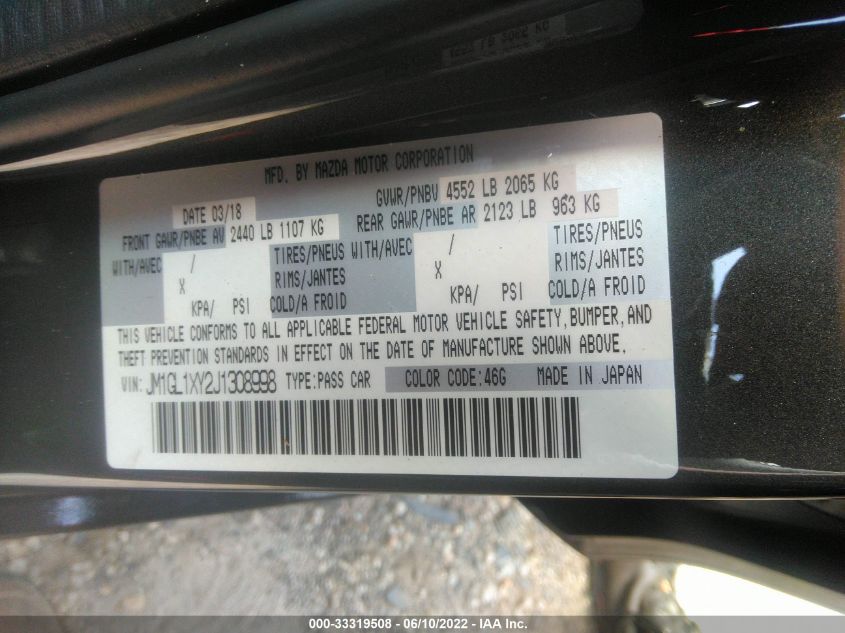 MFD. BY MAZDA MOTOR CORPORATION
DATE 03/18 GVWR/PNBV 4552 LB 2065 KG
FRONT GAWR/PNBE AV 2440 LB 1107 KG REAR GAWR/PNBE AR 2123 LB 963 KG
WITH/AVEC / TIRES/PNEUS WITH/AVEC / TIRES/PNEUS
X RIMS/JANTES X RIMS/JANTES
KPA/ PSI COLD/A FROID KPA/ PSI COLD/A FROID
THIS VEHICLE CONFORMS TO ALL APPLICABLE FEDERAL MOTOR VEHICLE SAFETY, BUMPER, AND
THEFT PREVENTION STANDARDS IN EFFECT ON THE DATE OF MANUFACTURE SHOWN ABOVE.
VIN: JM1GL1XY2J1308998 TYPE: PASS CAR COLOR CODE: 46G MADE IN JAPAN
000-33319508 - 06/10/2022 - IAA Inc.